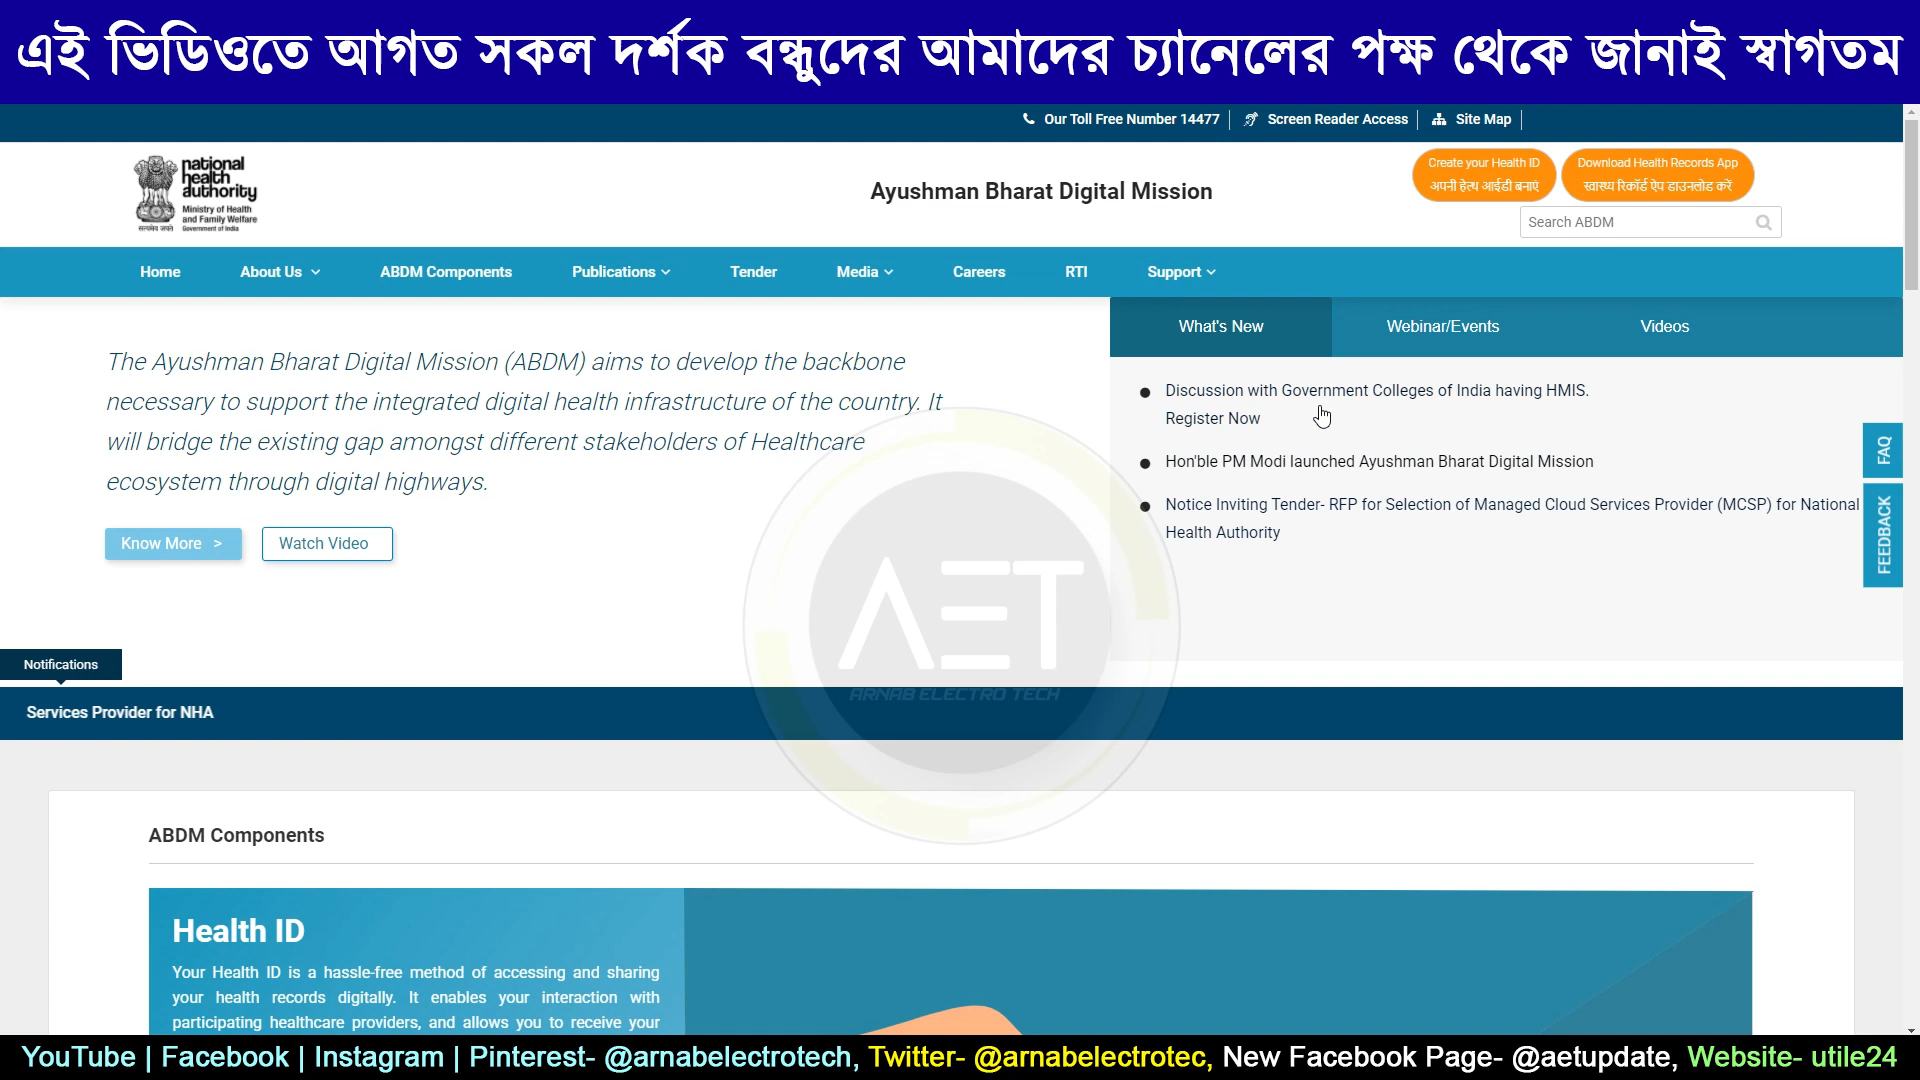 এই ভিডিওতে আগত সকল দর্শক বন্ধুদের আমাদের চ্যানেলের পক্ষ থেকে জানাই স্বাগতম
Our Toll Free Number 14477
Screen Reader Access
Site Map
national
health
authority
Ministry of Health
and Family Welfare
Government of India
सत्यमेव जयते
Ayushman Bharat Digital Mission
Create your Health ID
अपनी हेल्थ आईडी बनाएं
Download Health Records App
स्वास्थ्य रिकॉर्ड ऐप डाउनलोड करें
Search ABDM
Home
About Us
ABDM Components
Publications
Tender
Media
Careers
RTI
Support
The Ayushman Bharat Digital Mission (ABDM) aims to develop the backbone
necessary to support the integrated digital health infrastructure of the country. It
will bridge the existing gap amongst different stakeholders of Healthcare
ecosystem through digital highways.
Know More >
Watch Video
What's New
Webinar/Events
Videos
Discussion with Government Colleges of India having HMIS.
Register Now
Hon'ble PM Modi launched Ayushman Bharat Digital Mission
Notice Inviting Tender- RFP for Selection of Managed Cloud Services Provider (MCSP) for National
Health Authority
FAQ
FEEDBACK
AET
ARNAB ELECTRO TECH
Notifications
Services Provider for NHA
ABDM Components
Health ID
Your Health ID is a hassle-free method of accessing and sharing
your health records digitally. It enables your interaction with
participating healthcare providers, and allows you to receive your
YouTube | Facebook | Instagram | Pinterest- @arnabelectrotech, Twitter- @arnabelectrotec, New Facebook Page- @aetupdate, Website- utile24